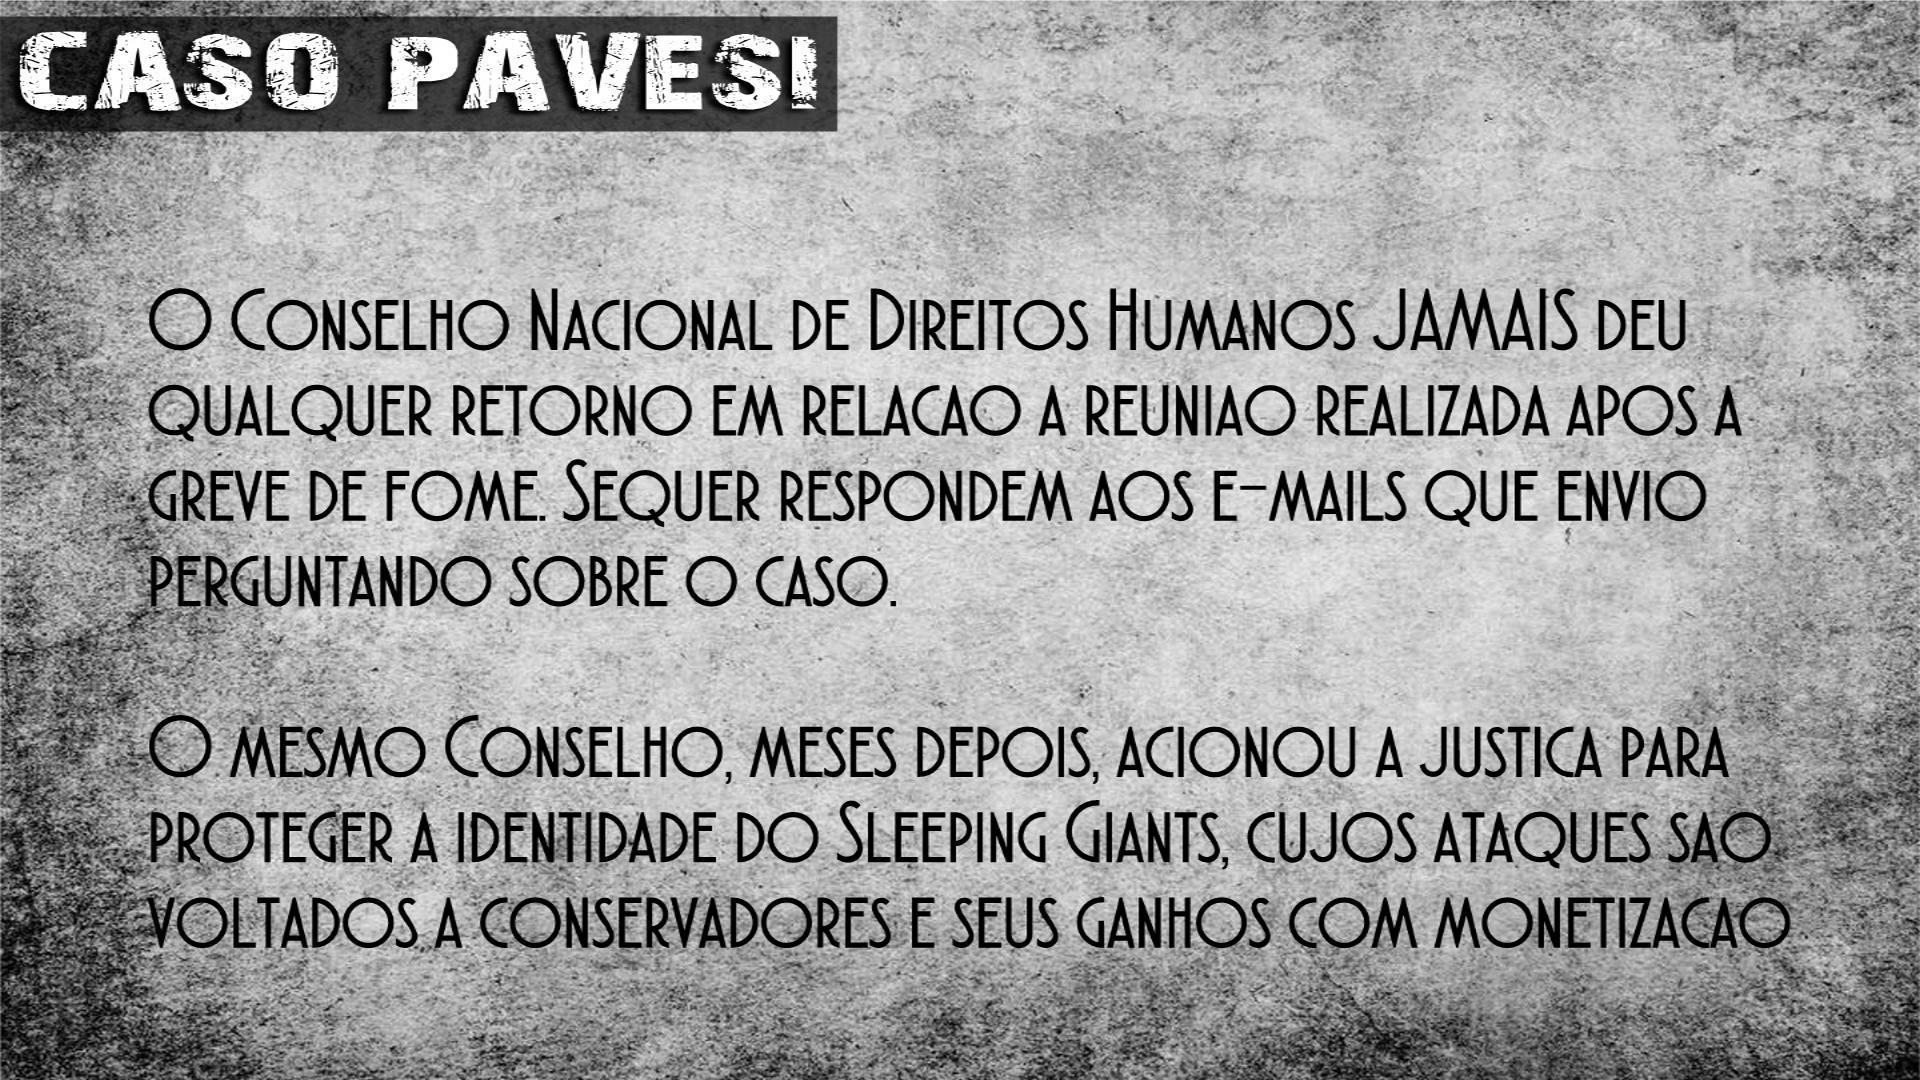 CASO PAVESI
O Conselho Nacional de Direitos Humanos JAMAIS deu
qualquer retorno em relacao a reuniao realizada apos a
greve de fome. Sequer respondem aos e-mails que envio
perguntando sobre o caso.
O mesmo Conselho, meses depois, acionou a justica para
proteger a identidade do Sleeping Giants, cujos ataques sao
voltados a conservadores e seus ganhos com monetizacao